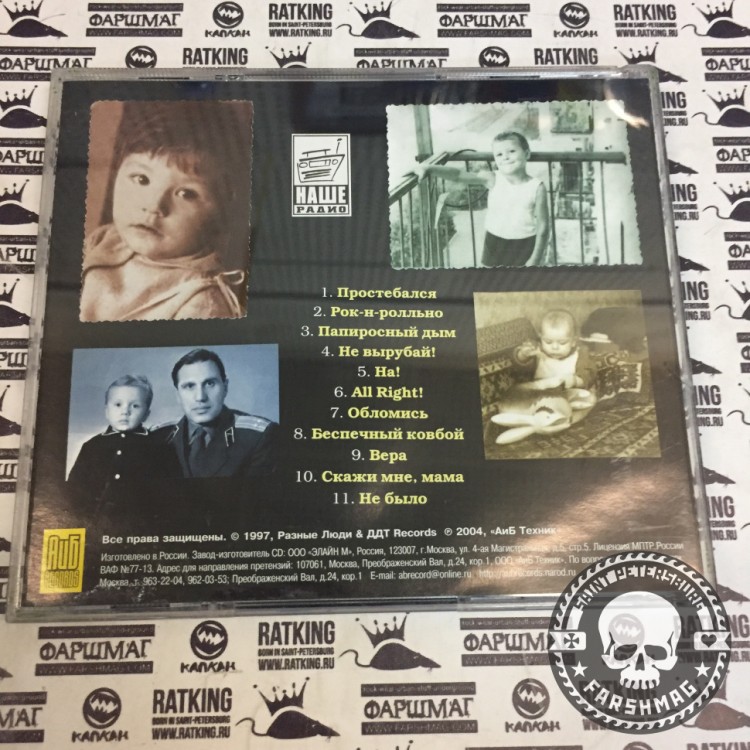 НАШЕ
РАДИО
1. Простебался
2. Рок-н-ролльно
3. Папиросный дым
4. Не вырубай!
5. На!
6. All Right!
7. Обломись
8. Беспечный ковбой
9. Вера
10. Скажи мне, мама
11. Не было
Все права защищены. © 1997, Разные Люди & ДДТ Records ℗ 2004, «АиБ Техник»
Изготовлено в России. Завод-изготовитель CD: ООО «ЭЛАЙН М», Россия, 123007, г.Москва, ул. 4-ая Магистральная, д.5, стр.5. Лицензия МПТР России
ВАФ №77-13. Адрес для направления претензий: 107061, Москва, Преображенский Вал, д.24, кор.1, ООО «АиБ Техник». По
Москва, т. 963-22-04, 962-03-53; Преображенский Вал, д.24, кор.1 E-mail: abrecord@online.ru,
АиБ
RECORDS
ФАРШМАГ
КАПКАН
RATKING
BORN IN SAINT-PETERSBURG
WWW.RATKING.RU
SAINT PETERSBURG
FARSHMAG